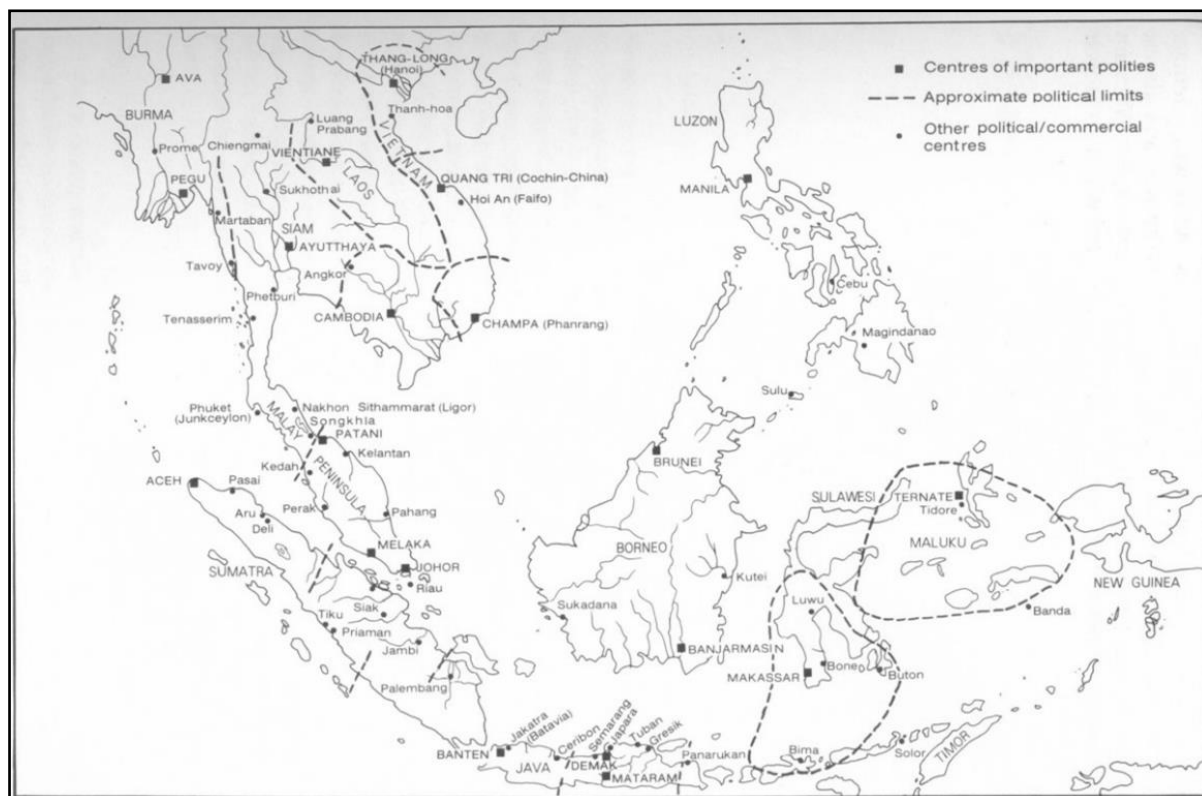 THANG-LONG
(Hanoi)
Centres of important polities
AVA
Approximate political limits
Thanh-hoa
BURMA
Luang
Prabang
LUZON
Other political/commercial
centres
Prome
Chiengmai
VIENTIANE
VIETNAM
LAOS
PEGU
QUANG TRI (Cochin-China)
MANILA
Sukhothai
Hoi An (Faifo)
Martaban
SIAM
AYUTTHAYA
Tavoy
Angkor
Cebu
Phetburi
Tenasserim
CAMBODIA
CHAMPA (Phanrang)
Magindanao
Sulu
Phuket
(Junkceylon)
MALAY
PENINSULA
Nakhon Sithammarat (Ligor)
Songkhla
PATANI
Kelantan
BRUNEI
Kedah
ACEH
Pasai
SULAWESI
TERNATE
Tidore
Aru
Deli
Perak
Pahang
MALUKU
MELAKA
BORNEO
JOHOR
SUMATRA
Riau
Kutei
NEW GUINEA
Siak
Luwu
Banda
Tiku
Priaman
Sukadana
Jambi
BANJARMASIN
Bone
MAKASSAR
Buton
Palembang
Jakatra
(Batavia)
Ceribon
Semarang
Japara
Tuban
Gresik
Solor
TIMOR
BANTEN
JAVA
DEMAK
Panarukan
Bima
MATARAM